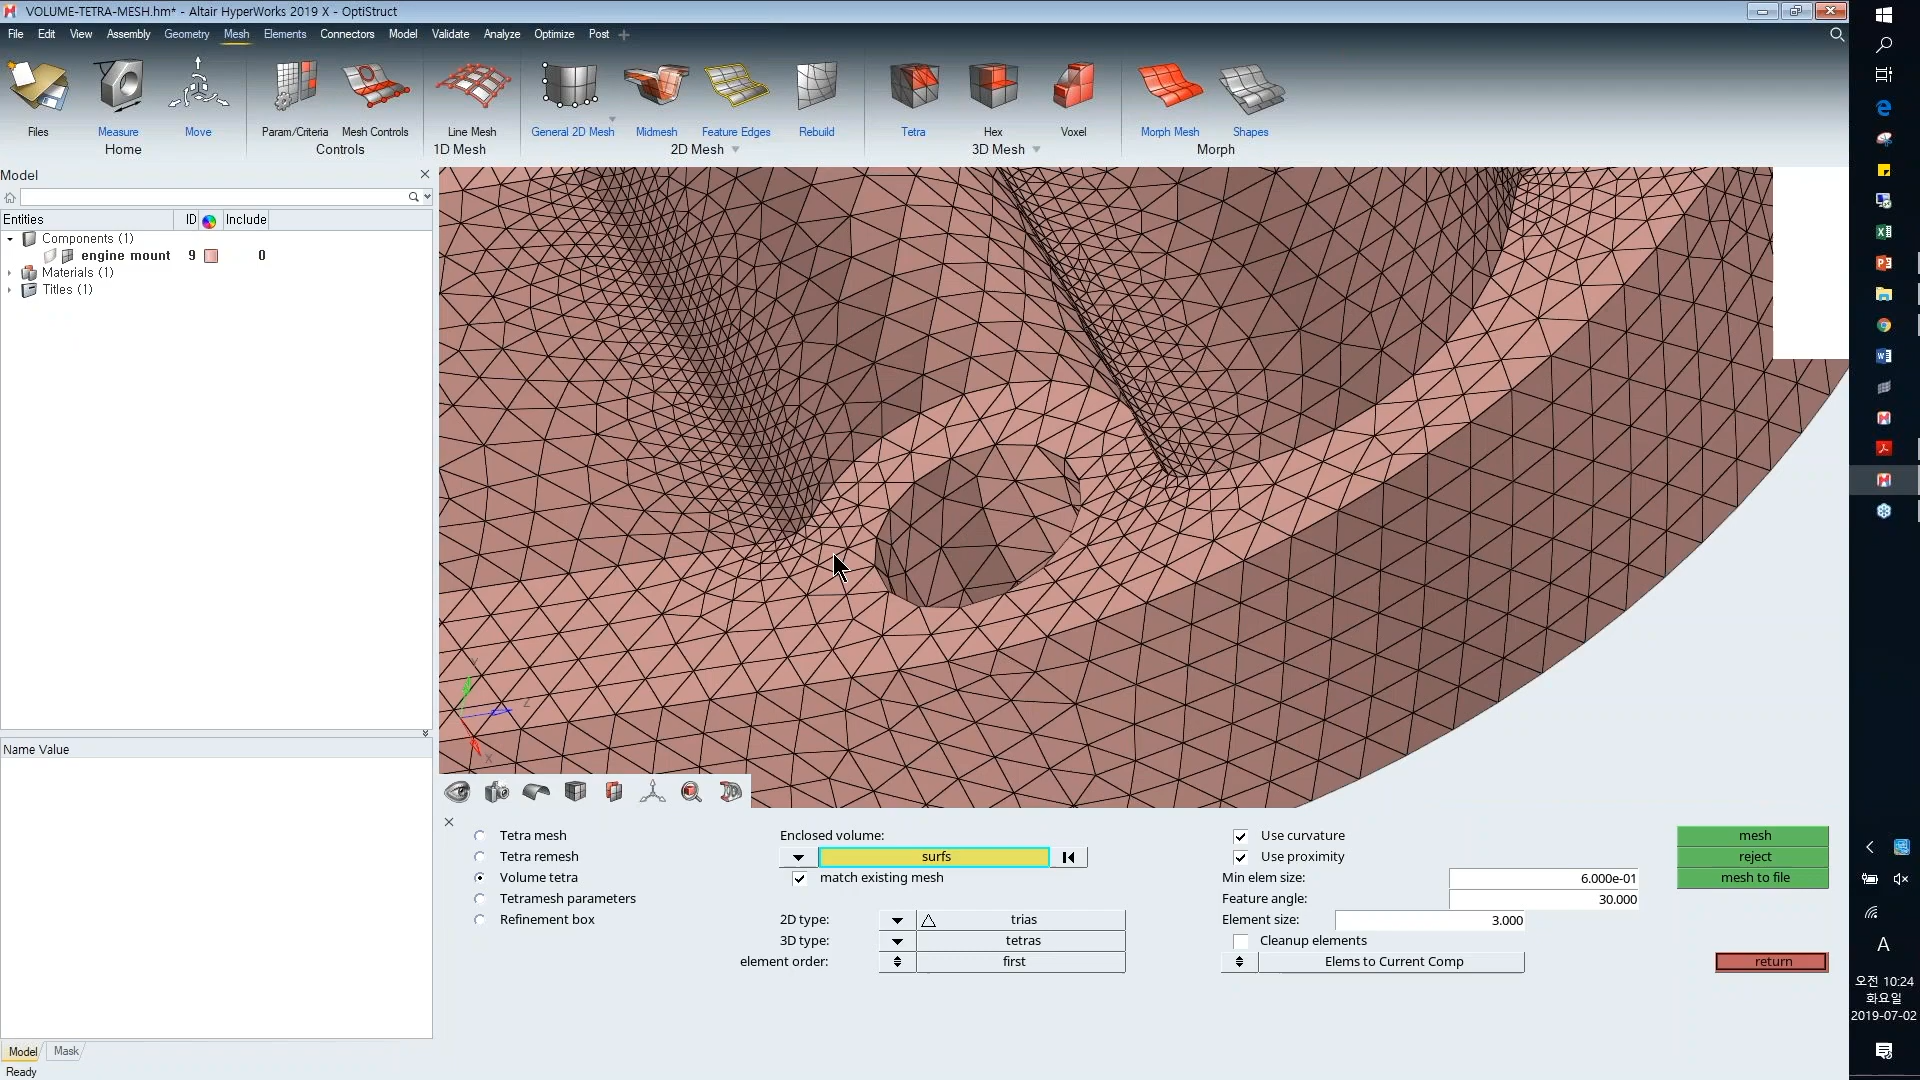 VOLUME-TETRA-MESH.hm* - Altair HyperWorks 2019 X - OptiStruct
File Edit View Assembly Geometry Mesh Elements Connectors Model Validate Analyze Optimize Post
Files Measure Move Param/Criteria Mesh Controls Line Mesh General 2D Mesh Midmesh Feature Edges Rebuild Tetra Hex Voxel Morph Mesh Shapes
Home Controls 1D Mesh 2D Mesh 3D Mesh Morph
Model
Entities ID Include
Components (1)
engine mount 9 0
Materials (1)
Titles (1)
Name Value
Z
X
Tetra mesh Enclosed volume: Use curvature mesh
Tetra remesh surfs Use proximity reject
Volume tetra match existing mesh Min elem size: 6.000e-01 mesh to file
Tetramesh parameters Feature angle: 30.000
Refinement box 2D type: trias Element size: 3.000
3D type: tetras Cleanup elements
element order: first Elems to Current Comp return
Model Mask
Ready
A
오전 10:24
화요일
2019-07-02